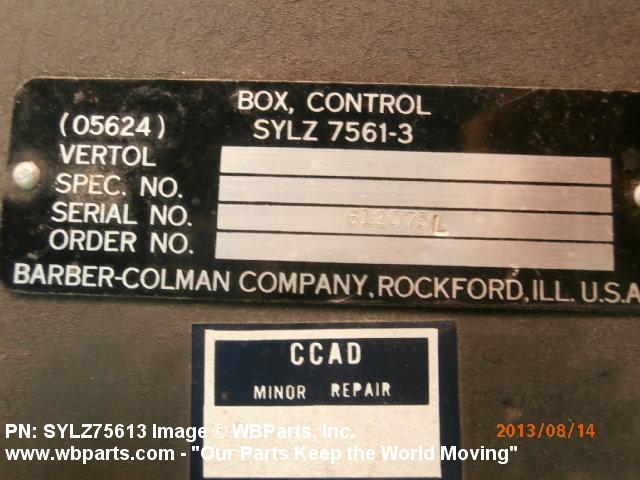 BOX, CONTROL
(05624) SYLZ 7561-3
VERTOL
SPEC. NO.
SERIAL NO. 612075L
ORDER NO.
BARBER-COLMAN COMPANY, ROCKFORD, ILL. U.S.A
CCAD
MINOR REPAIR
PN: SYLZ75613 Image © WBParts, Inc. 2013/08/14
www.wbparts.com - "Our Parts Keep the World Moving"